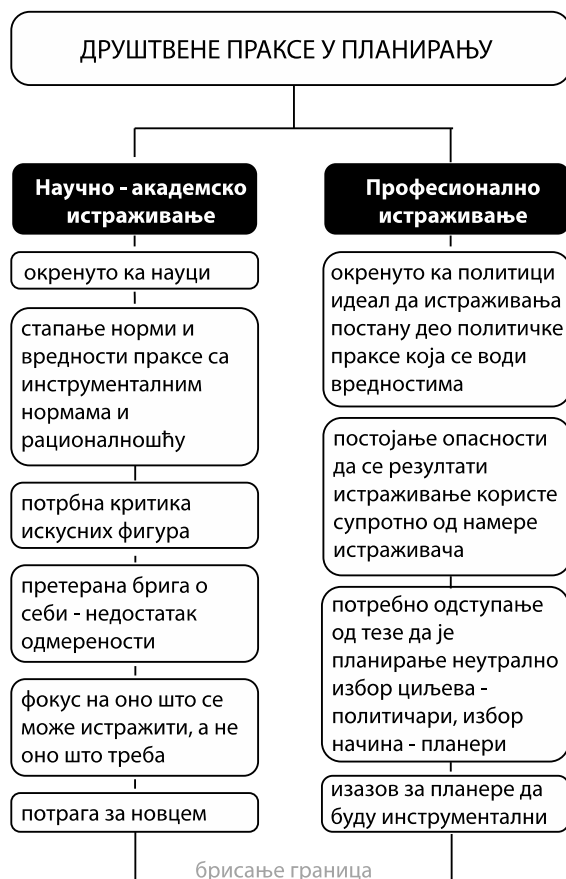 ДРУШТВЕНЕ ПРАКСЕ У ПЛАНИРАЊУ
Научно - академско
истраживање
окренуто ка науци
стапање норми и
вредности праксе са
инструменталним
нормама и
рационалношћу
потрбна критика
искусних фигура
претерана брига о
себи - недостатак
одмерености
фокус на оно што се
може истражити, а не
оно што треба
потрага за новцем
Професионално
истраживање
окренуто ка политици
идеал да истраживања
постану део политичке
праксе која се води
вредностима
постојање опасности
да се резултати
истраживање користе
супротно од намере
истраживача
потребно одступање
од тезе да је
планирање неутрално
избор циљева -
политичари, избор
начина - планери
изазов за планере да
буду инструментални
брисање граница